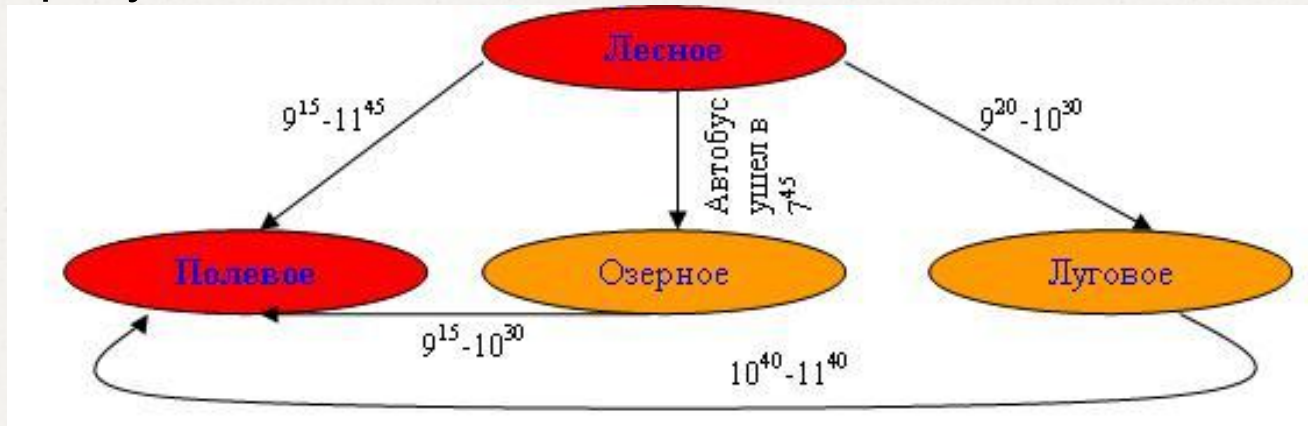 Лесное
9¹⁵-11⁴⁵
Автобус
ушел в
7⁴⁵
9²⁰-10³⁰
Полевое
Озерное
Луговое
9¹⁵-10³⁰
10⁴⁰-11⁴⁰